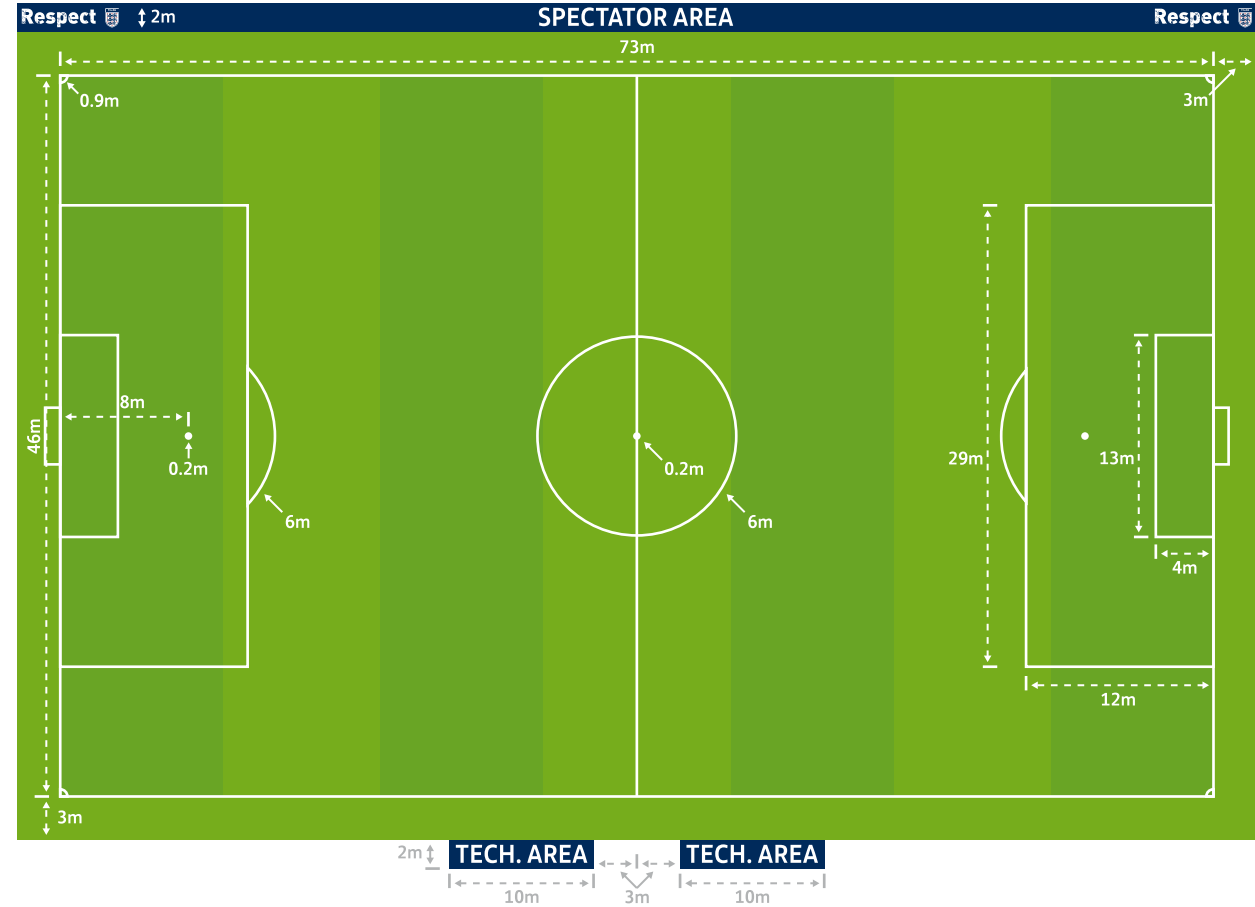 Respect 2m SPECTATOR AREA Respect
73m
0.9m 3m
8m
46m
0.2m 0.2m 29m 13m
6m 6m
4m
12m
3m
2m TECH. AREA TECH. AREA
10m 3m 10m